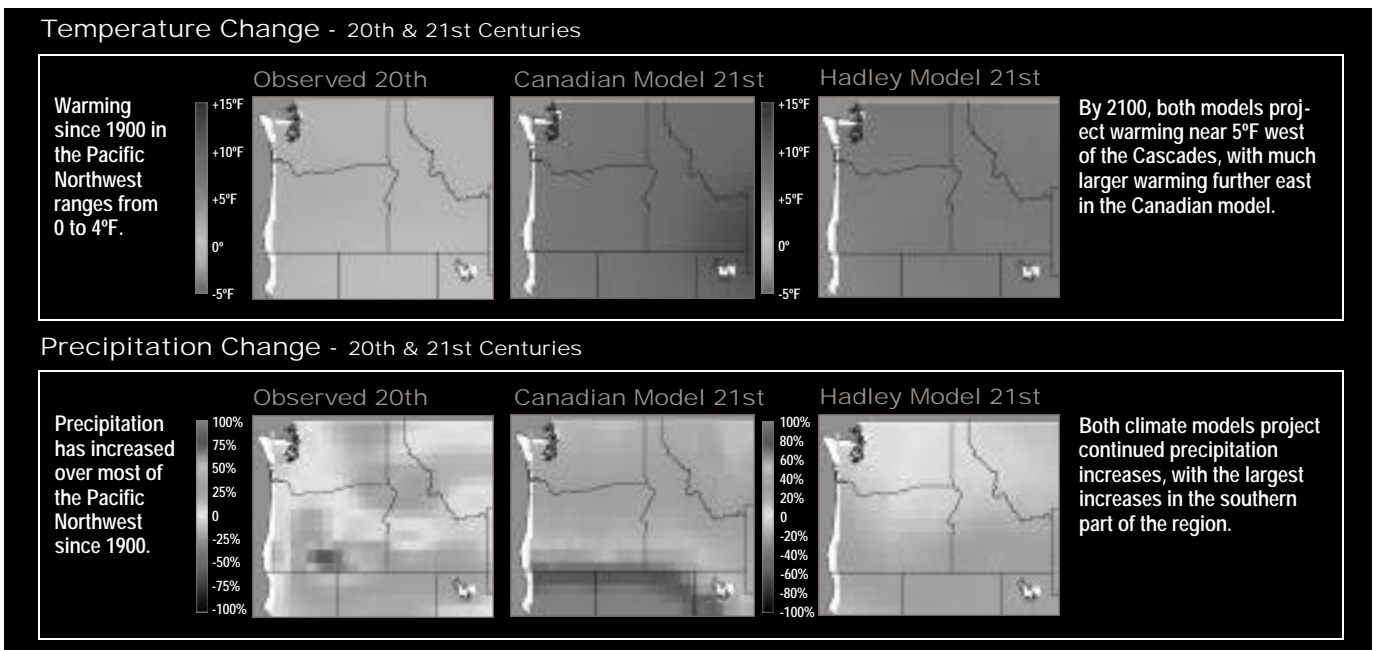 Temperature Change - 20th & 21st Centuries
Observed 20th
Canadian Model 21st
Hadley Model 21st
Warming
since 1900 in
the Pacific
Northwest
ranges from
0 to 4ºF.
+15ºF
+10ºF
+5ºF
0º
-5ºF
+15ºF
+10ºF
+5ºF
0º
-5ºF
By 2100, both models proj-
ect warming near 5ºF west
of the Cascades, with much
larger warming further east
in the Canadian model.
Precipitation Change - 20th & 21st Centuries
Observed 20th
Canadian Model 21st
Hadley Model 21st
Precipitation
has increased
over most of
the Pacific
Northwest
since 1900.
100%
75%
50%
25%
0
-25%
-50%
-75%
-100%
100%
80%
60%
40%
20%
0
-20%
-40%
-60%
-80%
-100%
Both climate models project
continued precipitation
increases, with the largest
increases in the southern
part of the region.